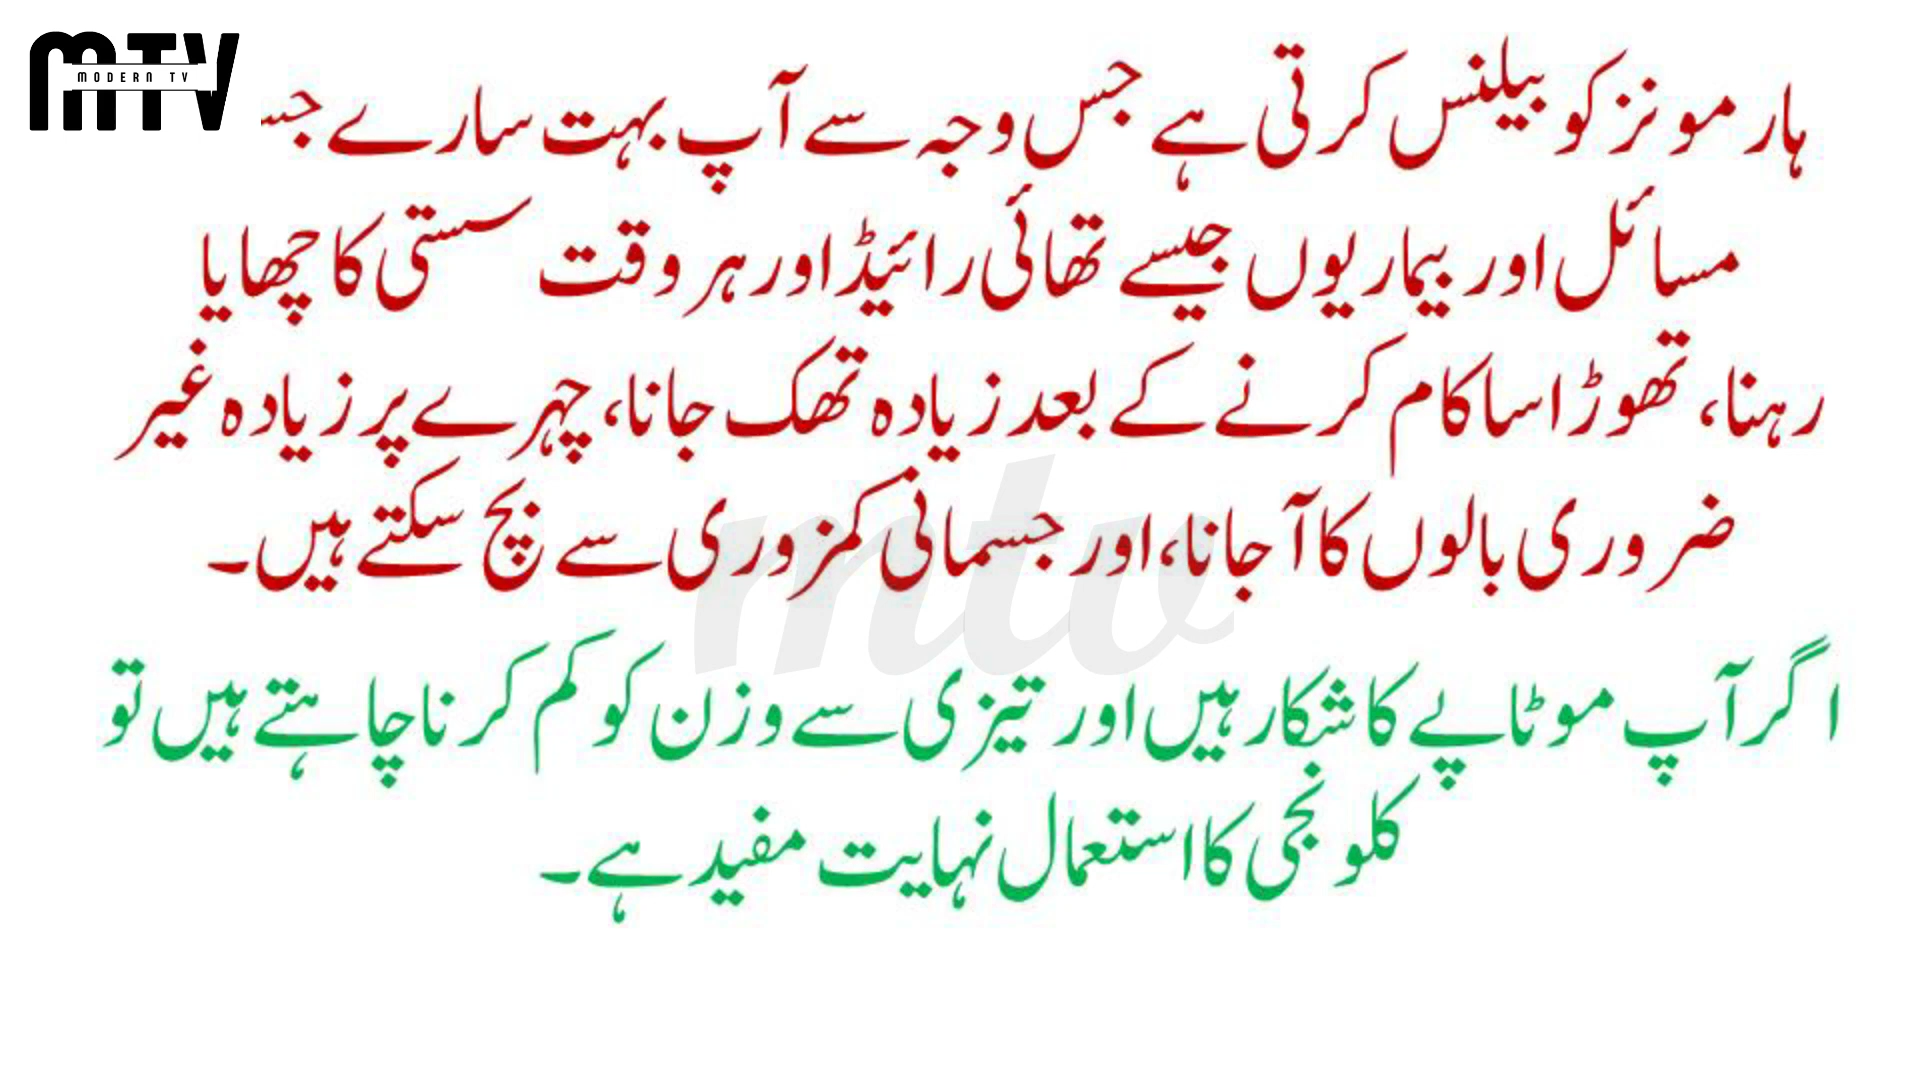 MTV
MODERN TV
ہارمونز کو بیلنس کرتی ہے جس وجہ سے آپ بہت سارے
مسائل اور بیماریوں جیسے تھائی رائیڈ اور ہر وقت سستی کا چھایا
رہنا، تھوڑا سا کام کرنے کے بعد زیادہ تھک جانا، چہرے پر زیادہ غیر
ضروری بالوں کا آجانا، اور جسمانی کمزوری سے بچ سکتے ہیں۔
اگر آپ موٹاپے کا شکار ہیں اور تیزی سے وزن کو کم کرنا چاہتے ہیں تو
کلونجی کا استعمال نہایت مفید ہے۔
mtv